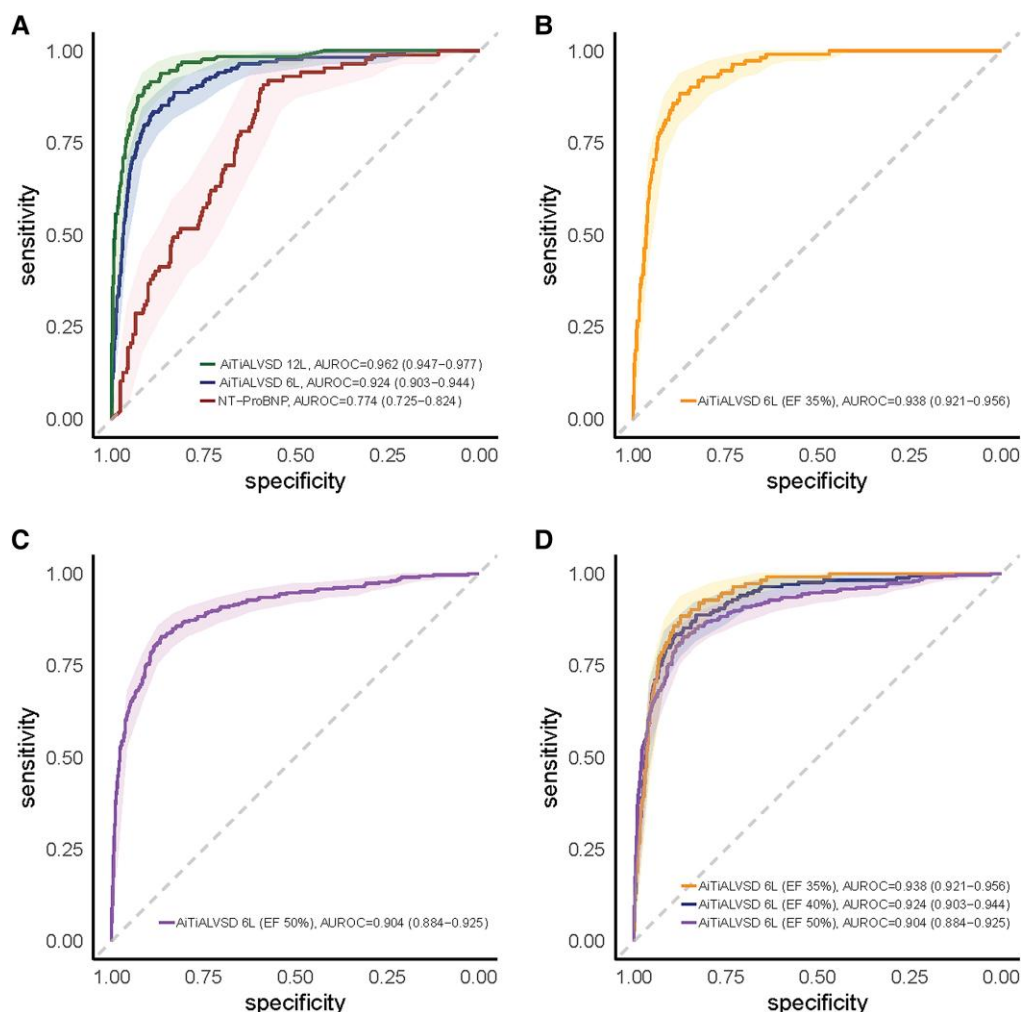 A
1.00
0.75
0.50
0.25
0.00
sensitivity
AiTiALVSD 12L, AUROC=0.962 (0.947−0.977)
AiTiALVSD 6L, AUROC=0.924 (0.903−0.944)
NT−ProBNP, AUROC=0.774 (0.725−0.824)
1.00 0.75 0.50 0.25 0.00
specificity
B
1.00
0.75
0.50
0.25
0.00
sensitivity
AiTiALVSD 6L (EF 35%), AUROC=0.938 (0.921−0.956)
1.00 0.75 0.50 0.25 0.00
specificity
C
1.00
0.75
0.50
0.25
0.00
sensitivity
AiTiALVSD 6L (EF 50%), AUROC=0.904 (0.884−0.925)
1.00 0.75 0.50 0.25 0.00
specificity
D
1.00
0.75
0.50
0.25
0.00
sensitivity
AiTiALVSD 6L (EF 35%), AUROC=0.938 (0.921−0.956)
AiTiALVSD 6L (EF 40%), AUROC=0.924 (0.903−0.944)
AiTiALVSD 6L (EF 50%), AUROC=0.904 (0.884−0.925)
1.00 0.75 0.50 0.25 0.00
specificity